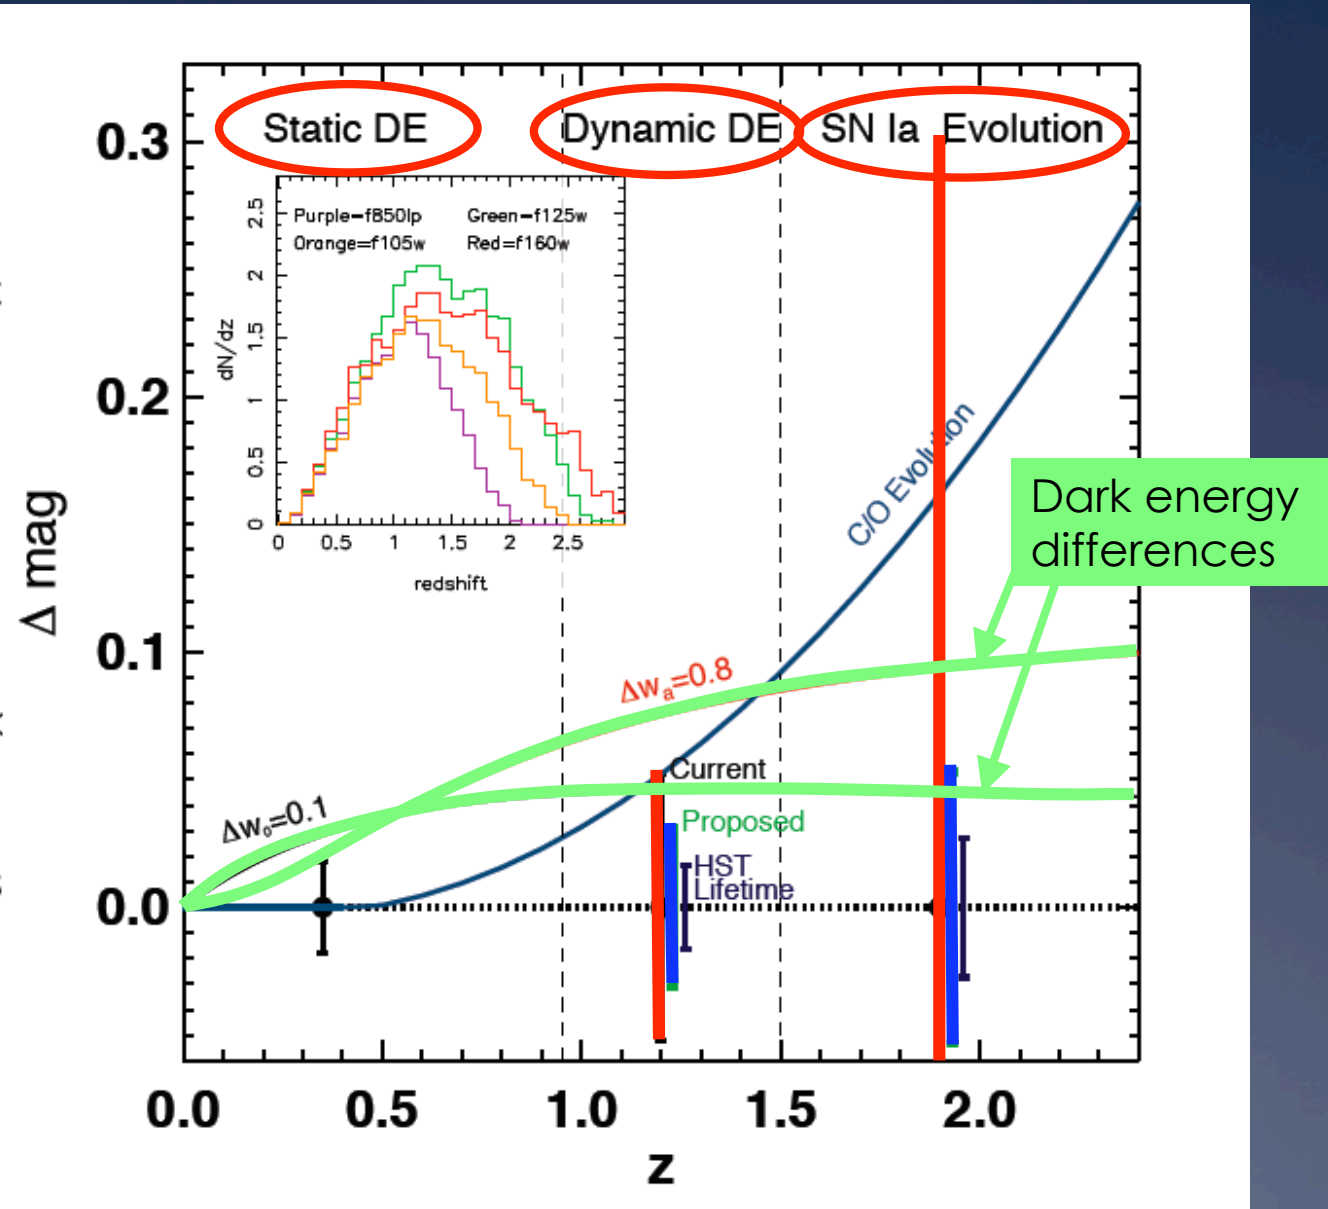 Static DE
Dynamic DE
SN Ia Evolution
Purple-f850lp
Green-f125w
Orange=f105w
Red=f160w
dN/dz
2.5
2
1.5
1
0.5
0
0
0.5
1
1.5
2
2.5
redshift
0.3
0.2
0.1
0.0
Δ mag
C/O Evolution
Dark energy
differences
Δwₐ=0.8
Δw₀=0.1
Current
Proposed
HST
Lifetime
0.0
0.5
1.0
1.5
2.0
z